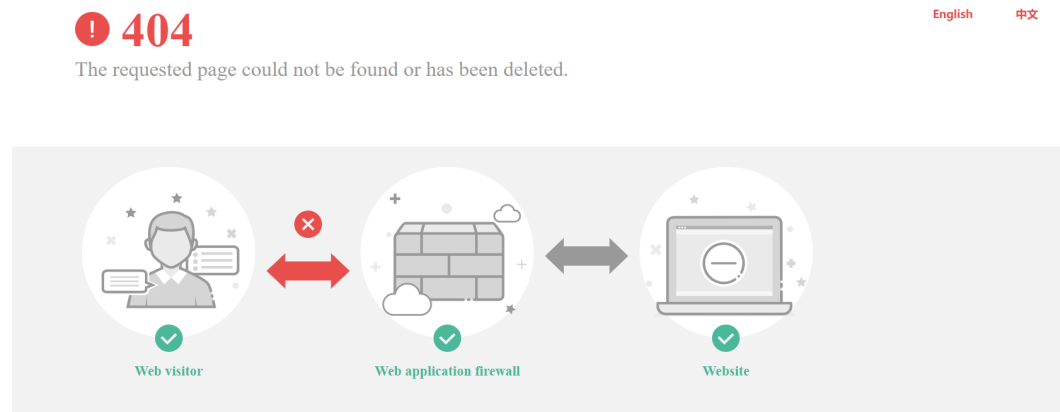 ! 404
English 中文
The requested page could not be found or has been deleted.
Web visitor
Web application firewall
Website